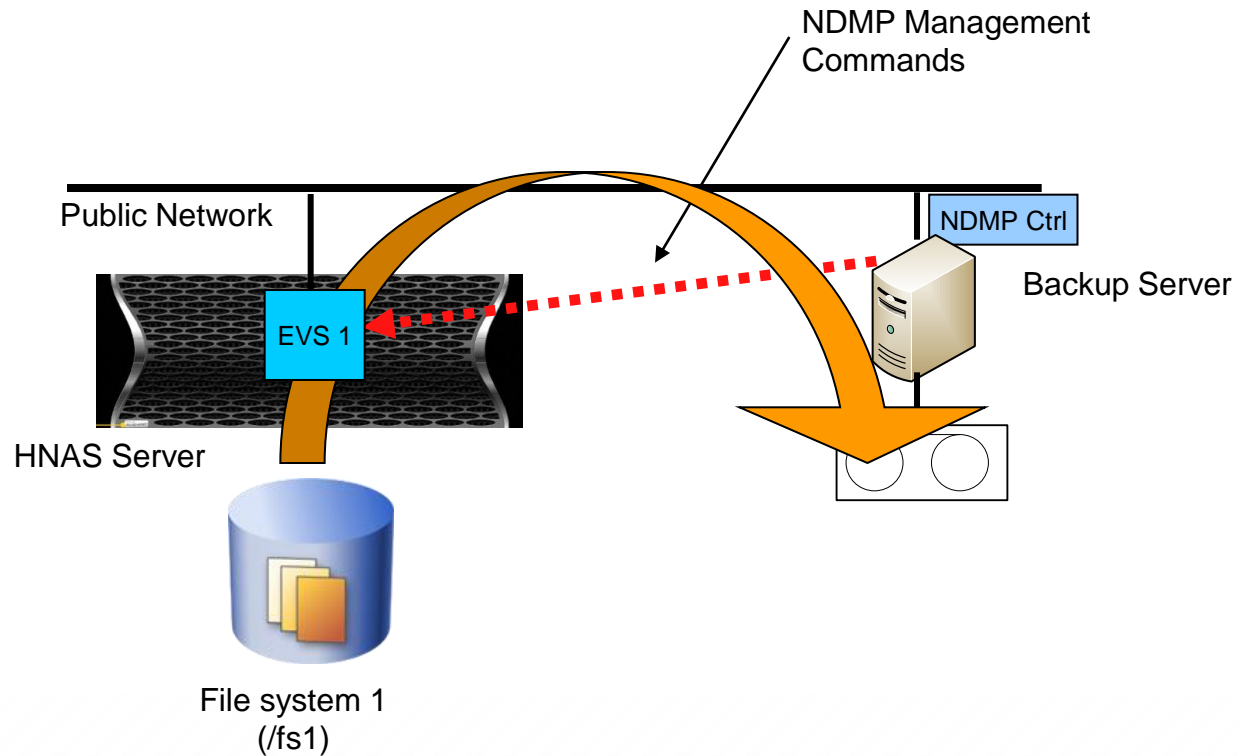 NDMP Management
Commands
Public Network
NDMP Ctrl
Backup Server
EVS 1
HNAS Server
File system 1
(/fs1)